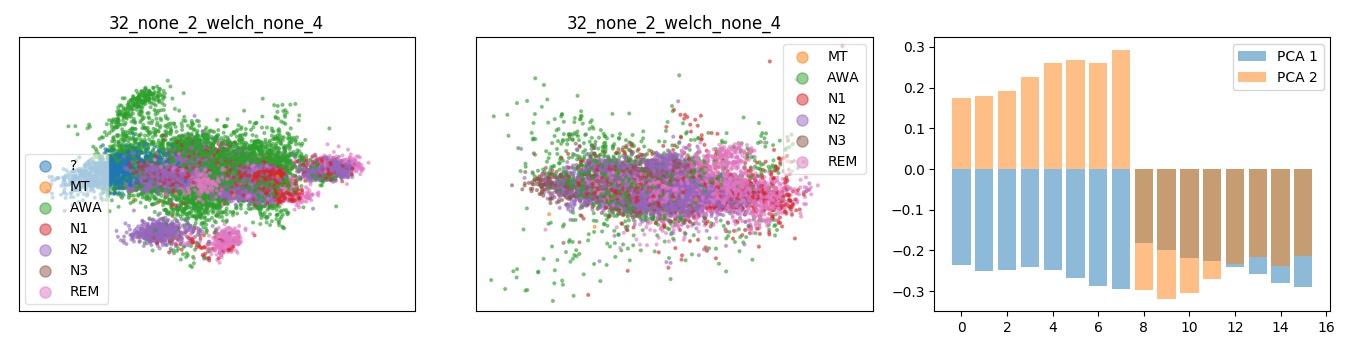 32_none_2_welch_none_4
?
MT
AWA
N1
N2
N3
REM
32_none_2_welch_none_4
MT
AWA
N1
N2
N3
REM
PCA 1
PCA 2
0.3
0.2
0.1
0.0
−0.1
−0.2
−0.3
0 2 4 6 8 10 12 14 16